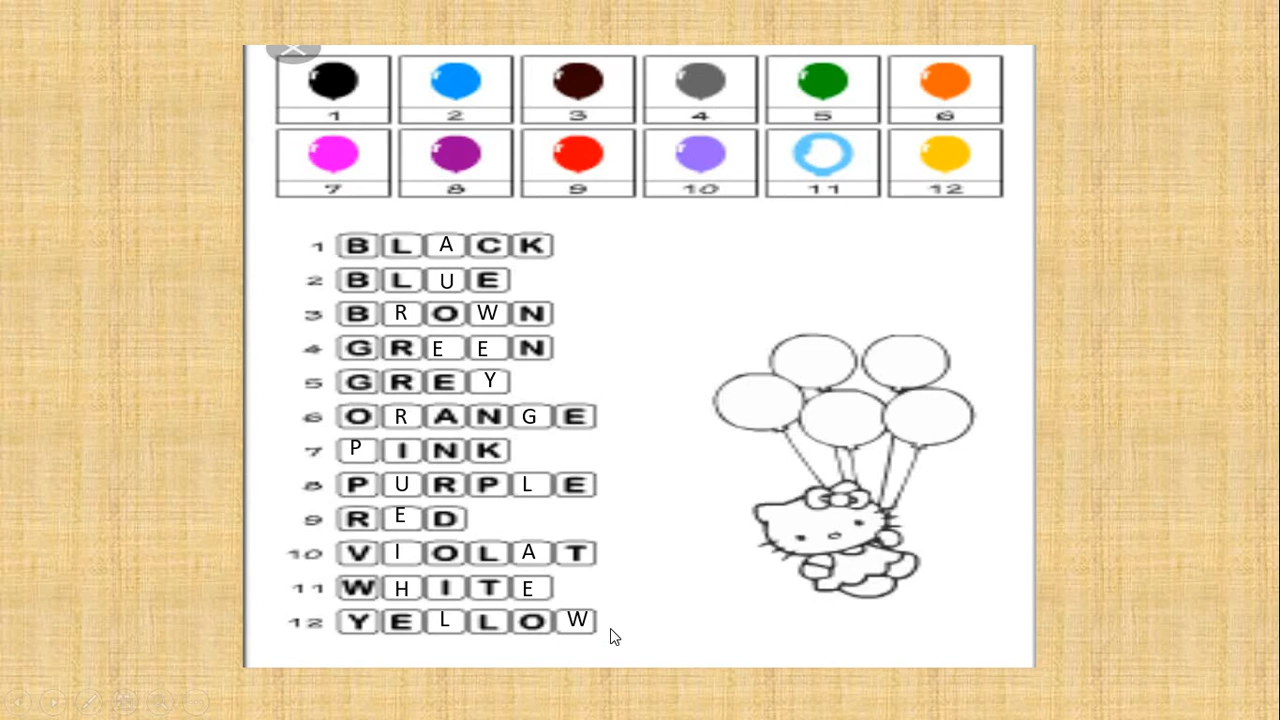 1 2 3 4 5 6
7 8 9 10 11 12
1 BLACK
2 BLUE
3 BROWN
4 GREEN
5 GREY
6 ORANGE
7 PINK
8 PURPLE
9 RED
10 VIOLAT
11 WHITE
12 YELLOW